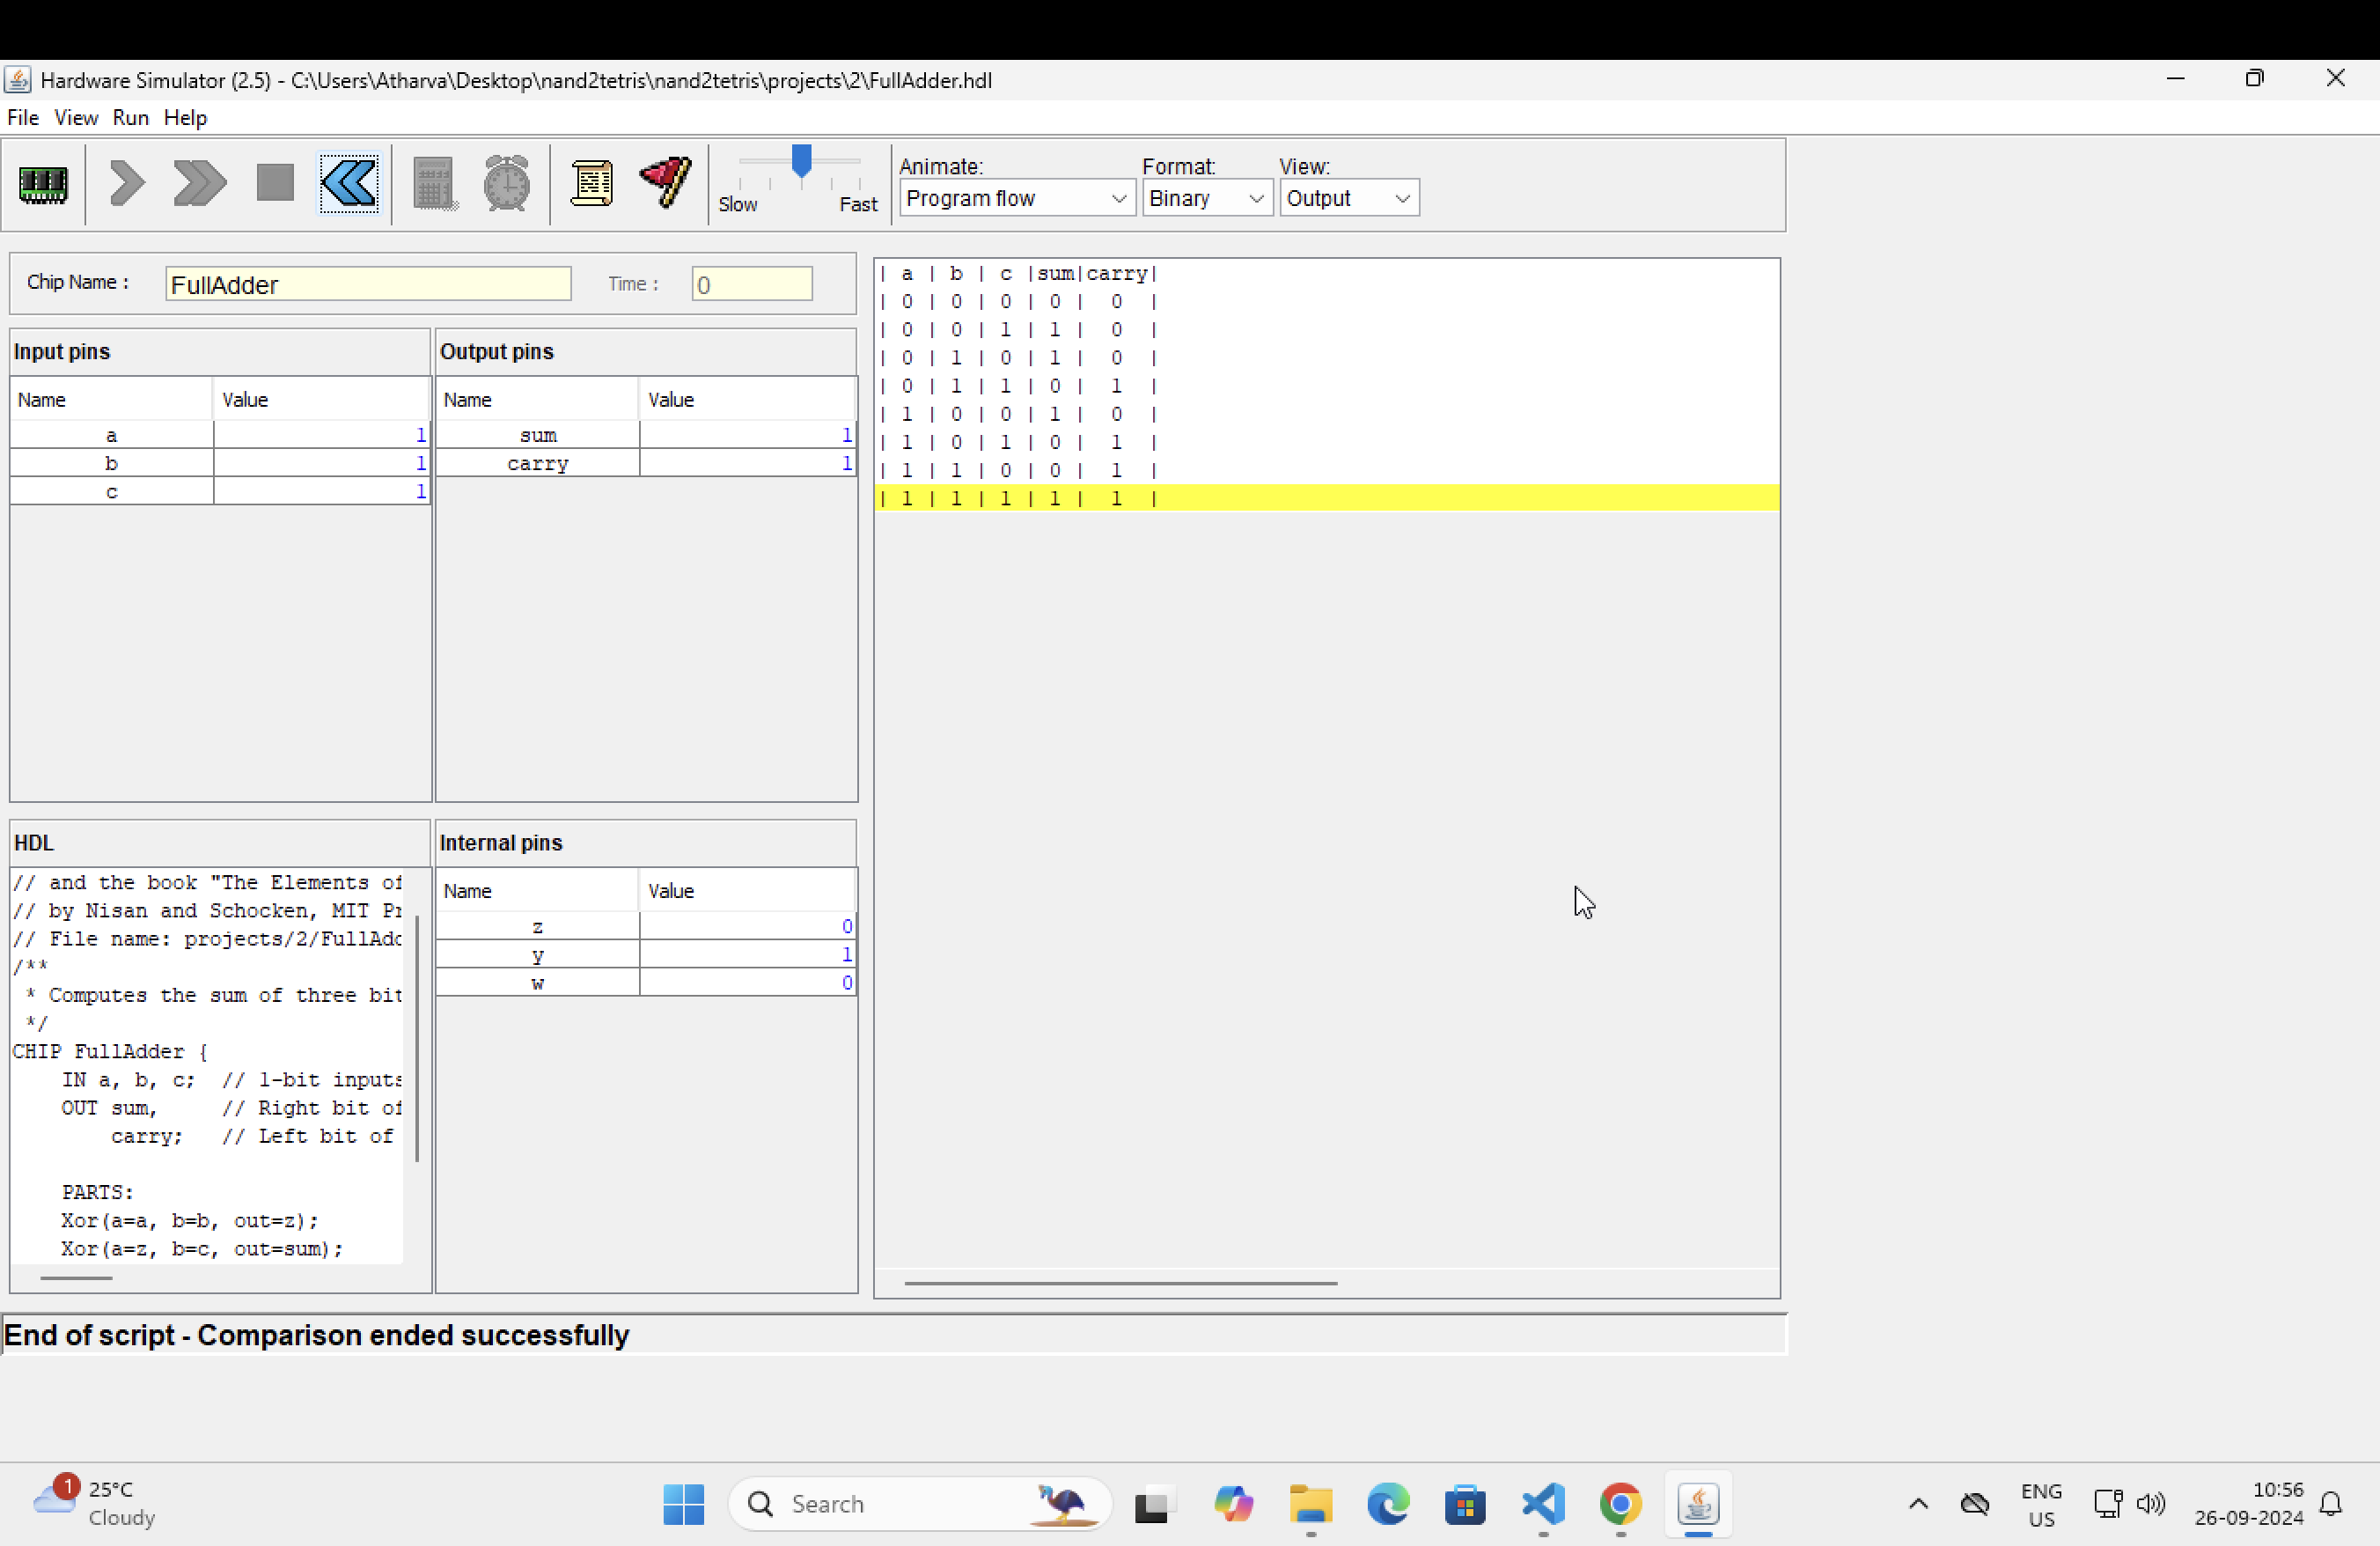 Hardware Simulator (2.5) - C:\Users\Atharva\Desktop\nand2tetris\nand2tetris\projects\2\FullAdder.hdl
File View Run Help
Animate: Format: View:
Slow Fast Program flow Binary Output
Chip Name : FullAdder Time : 0
Input pins
Name Value
a 1
b 1
c 1
Output pins
Name Value
sum 1
carry 1
| a | b | c |sum|carry|
| 0 | 0 | 0 | 0 | 0 |
| 0 | 0 | 1 | 1 | 0 |
| 0 | 1 | 0 | 1 | 0 |
| 0 | 1 | 1 | 0 | 1 |
| 1 | 0 | 0 | 1 | 0 |
| 1 | 0 | 1 | 0 | 1 |
| 1 | 1 | 0 | 0 | 1 |
| 1 | 1 | 1 | 1 | 1 |
HDL
// and the book "The Elements of
// by Nisan and Schocken, MIT Pr
// File name: projects/2/FullAdd
/**
* Computes the sum of three bit
*/
CHIP FullAdder {
IN a, b, c; // 1-bit inputs
OUT sum, // Right bit of
carry; // Left bit of
PARTS:
Xor(a=a, b=b, out=z);
Xor(a=z, b=c, out=sum);
Internal pins
Name Value
z 0
y 1
w 0
End of script - Comparison ended successfully
1
25°C
Cloudy
Search
ENG
US
10:56
26-09-2024